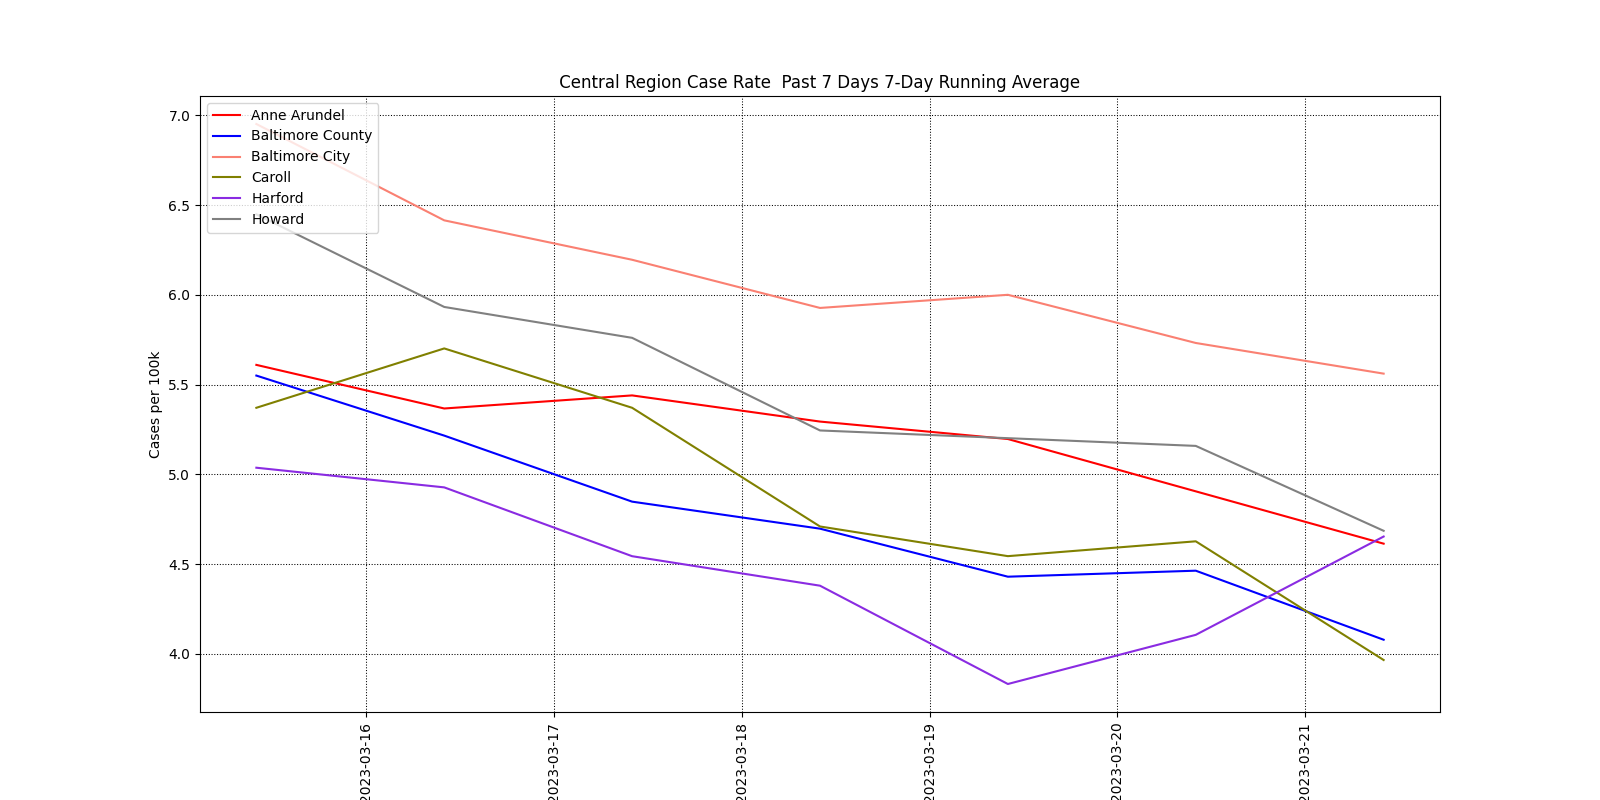 Central Region Case Rate  Past 7 Days 7-Day Running Average
Anne Arundel
Baltimore County
Baltimore City
Caroll
Harford
Howard
Cases per 100k
7.0
6.5
6.0
5.5
5.0
4.5
4.0
2023-03-16
2023-03-17
2023-03-18
2023-03-19
2023-03-20
2023-03-21